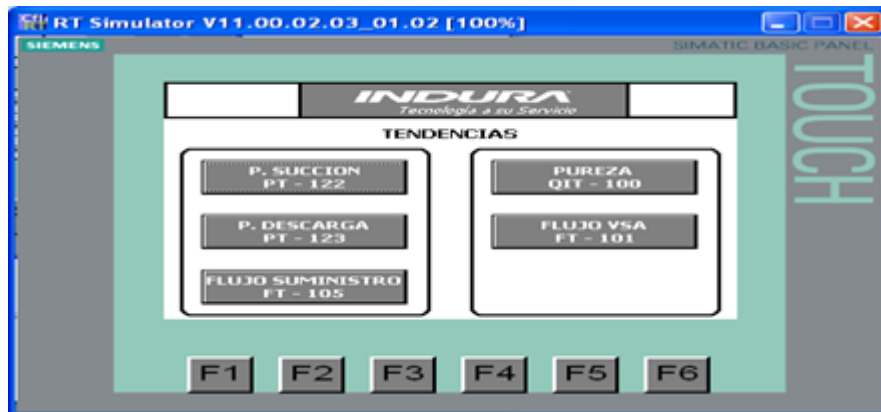 RT Simulator V11.00.02.03_01.02 [100%]
SIEMENS
SIMATIC BASIC PANEL
TOUCH
INDURA
Tecnología a su Servicio
TENDENCIAS
P. SUCCION
PT - 122
P. DESCARGA
PT - 123
FLUJO SUMINISTRO
FT - 105
PUREZA
QIT - 100
FLUJO VSA
FT - 101
F1 F2 F3 F4 F5 F6